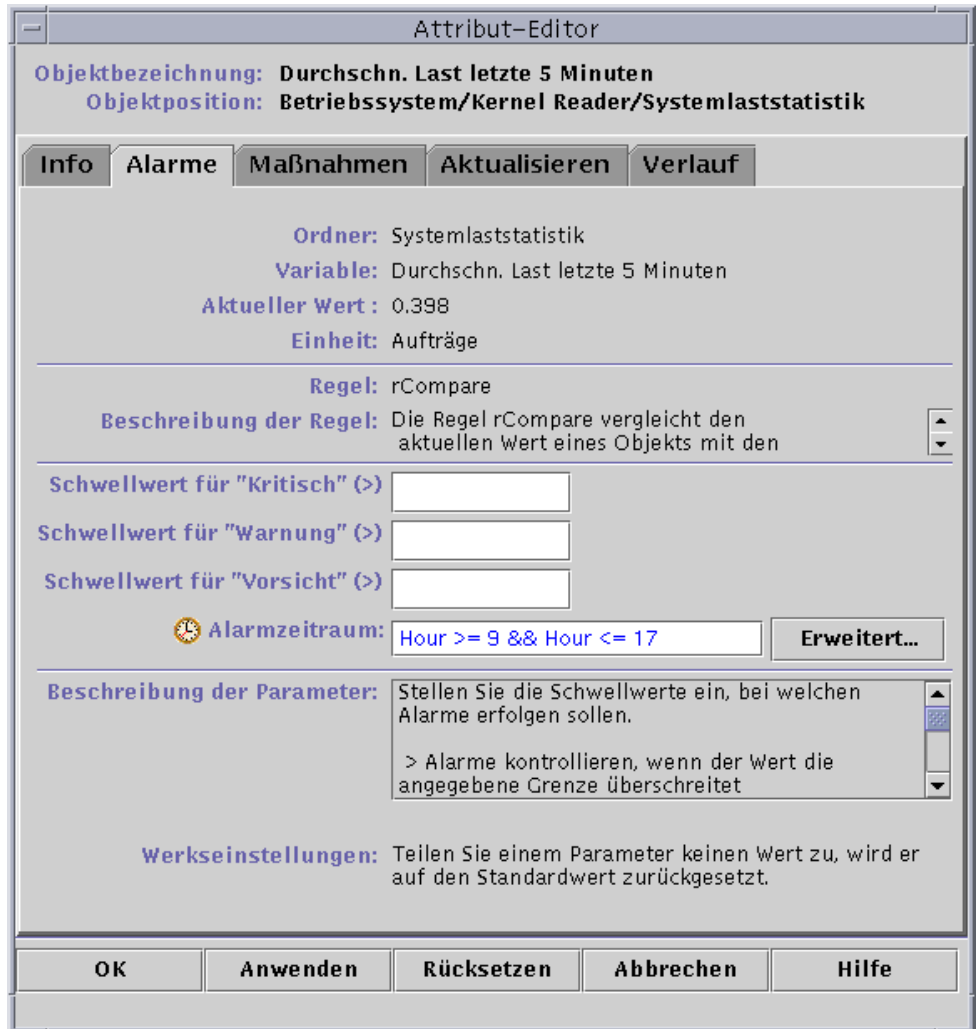 Attribut-Editor
Objektbezeichnung: Durchschn. Last letzte 5 Minuten
Objektposition: Betriebssystem/Kernel Reader/Systemlaststatistik
Info Alarme Maßnahmen Aktualisieren Verlauf
Ordner: Systemlaststatistik
Variable: Durchschn. Last letzte 5 Minuten
Aktueller Wert : 0.398
Einheit: Aufträge
Regel: rCompare
Beschreibung der Regel: Die Regel rCompare vergleicht den
aktuellen Wert eines Objekts mit den
Schwellwert für "Kritisch" (>)
Schwellwert für "Warnung" (>)
Schwellwert für "Vorsicht" (>)
Alarmzeitraum: Hour >= 9 && Hour <= 17 Erweitert...
Beschreibung der Parameter: Stellen Sie die Schwellwerte ein, bei welchen
Alarme erfolgen sollen.
> Alarme kontrollieren, wenn der Wert die
angegebene Grenze überschreitet
Werkseinstellungen: Teilen Sie einem Parameter keinen Wert zu, wird er
auf den Standardwert zurückgesetzt.
OK Anwenden Rücksetzen Abbrechen Hilfe